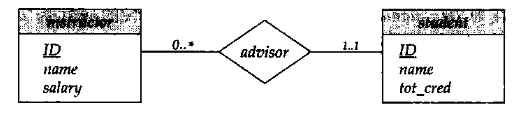 instructor
ID
name
salary
0..*
advisor
1..1
student
ID
name
tot_cred